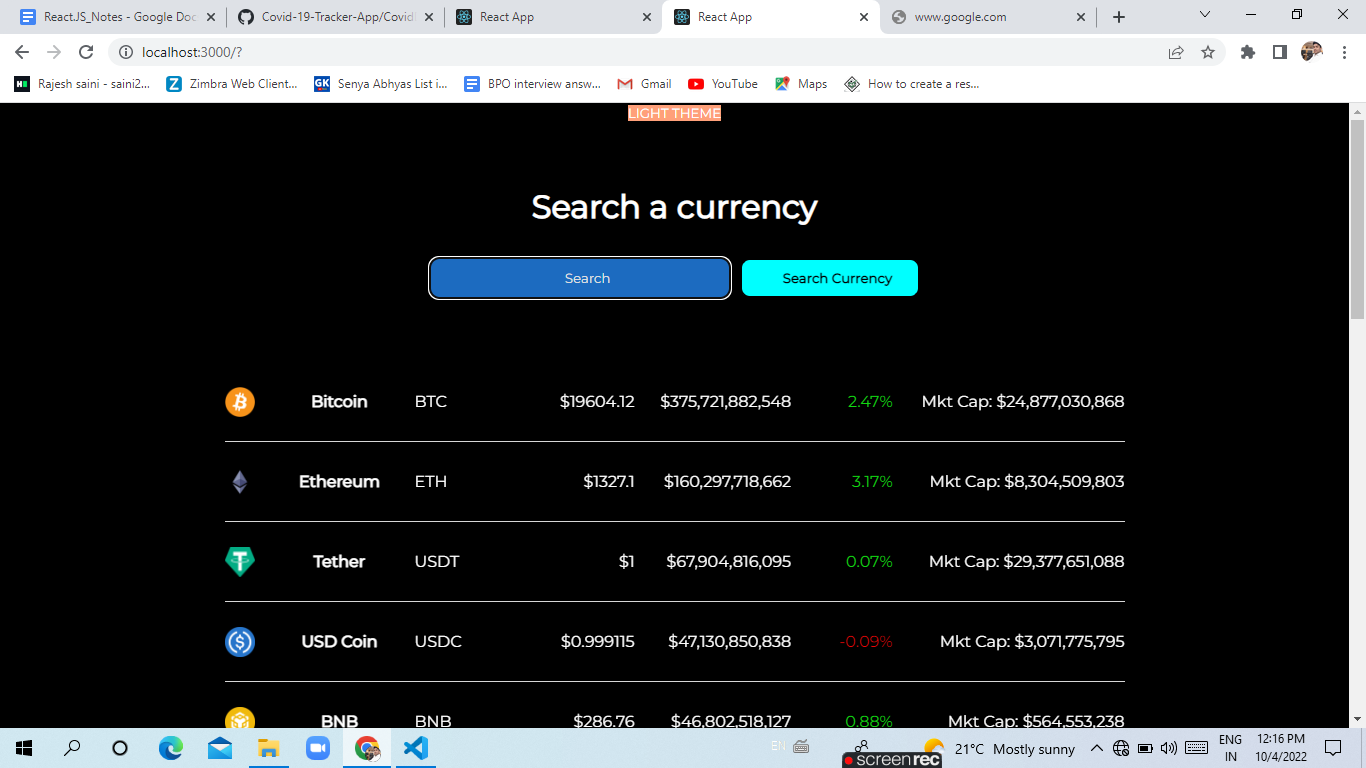 ReactJS_Notes - Google Doc
Covid-19-Tracker-App/Covid
React App
React App
www.google.com
localhost:3000/?
Rajesh saini - saini2...
Zimbra Web Client...
GK
Senya Abhyas List i...
BPO interview answ...
Gmail
YouTube
Maps
How to create a res...
LIGHT THEME
Search a currency
Search
Search Currency
Bitcoin BTC $19604.12 $375,721,882,548 2.47% Mkt Cap: $24,877,030,868
Ethereum ETH $1327.1 $160,297,718,662 3.17% Mkt Cap: $8,304,509,803
Tether USDT $1 $67,904,816,095 0.07% Mkt Cap: $29,377,651,088
USD Coin USDC $0.999115 $47,130,850,838 -0.09% Mkt Cap: $3,071,775,795
BNB BNB $286.76 $46,802,518,127 0.88% Mkt Cap: $564,553,238
EN
screenrec
21°C Mostly sunny
ENG
IN
12:16 PM
10/4/2022